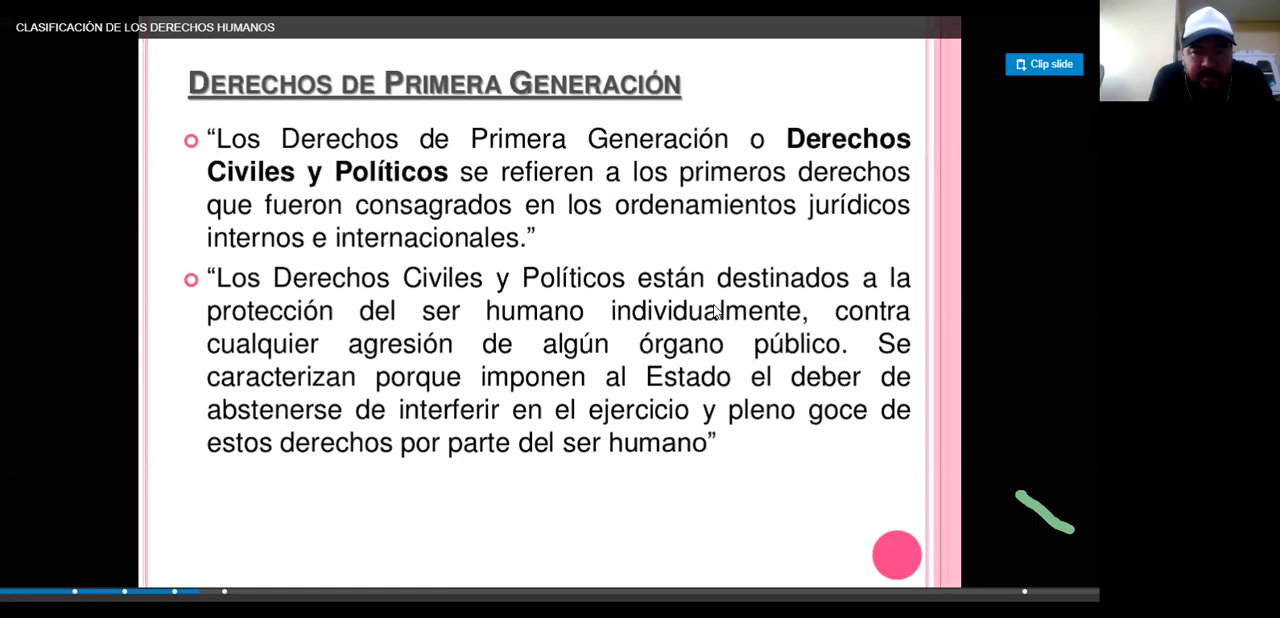 CLASIFICACIÓN DE LOS DERECHOS HUMANOS
Clip slide
DERECHOS DE PRIMERA GENERACIÓN
“Los Derechos de Primera Generación o Derechos
Civiles y Políticos se refieren a los primeros derechos
que fueron consagrados en los ordenamientos jurídicos
internos e internacionales.”
“Los Derechos Civiles y Políticos están destinados a la
protección del ser humano individualmente, contra
cualquier agresión de algún órgano público. Se
caracterizan porque imponen al Estado el deber de
abstenerse de interferir en el ejercicio y pleno goce de
estos derechos por parte del ser humano”